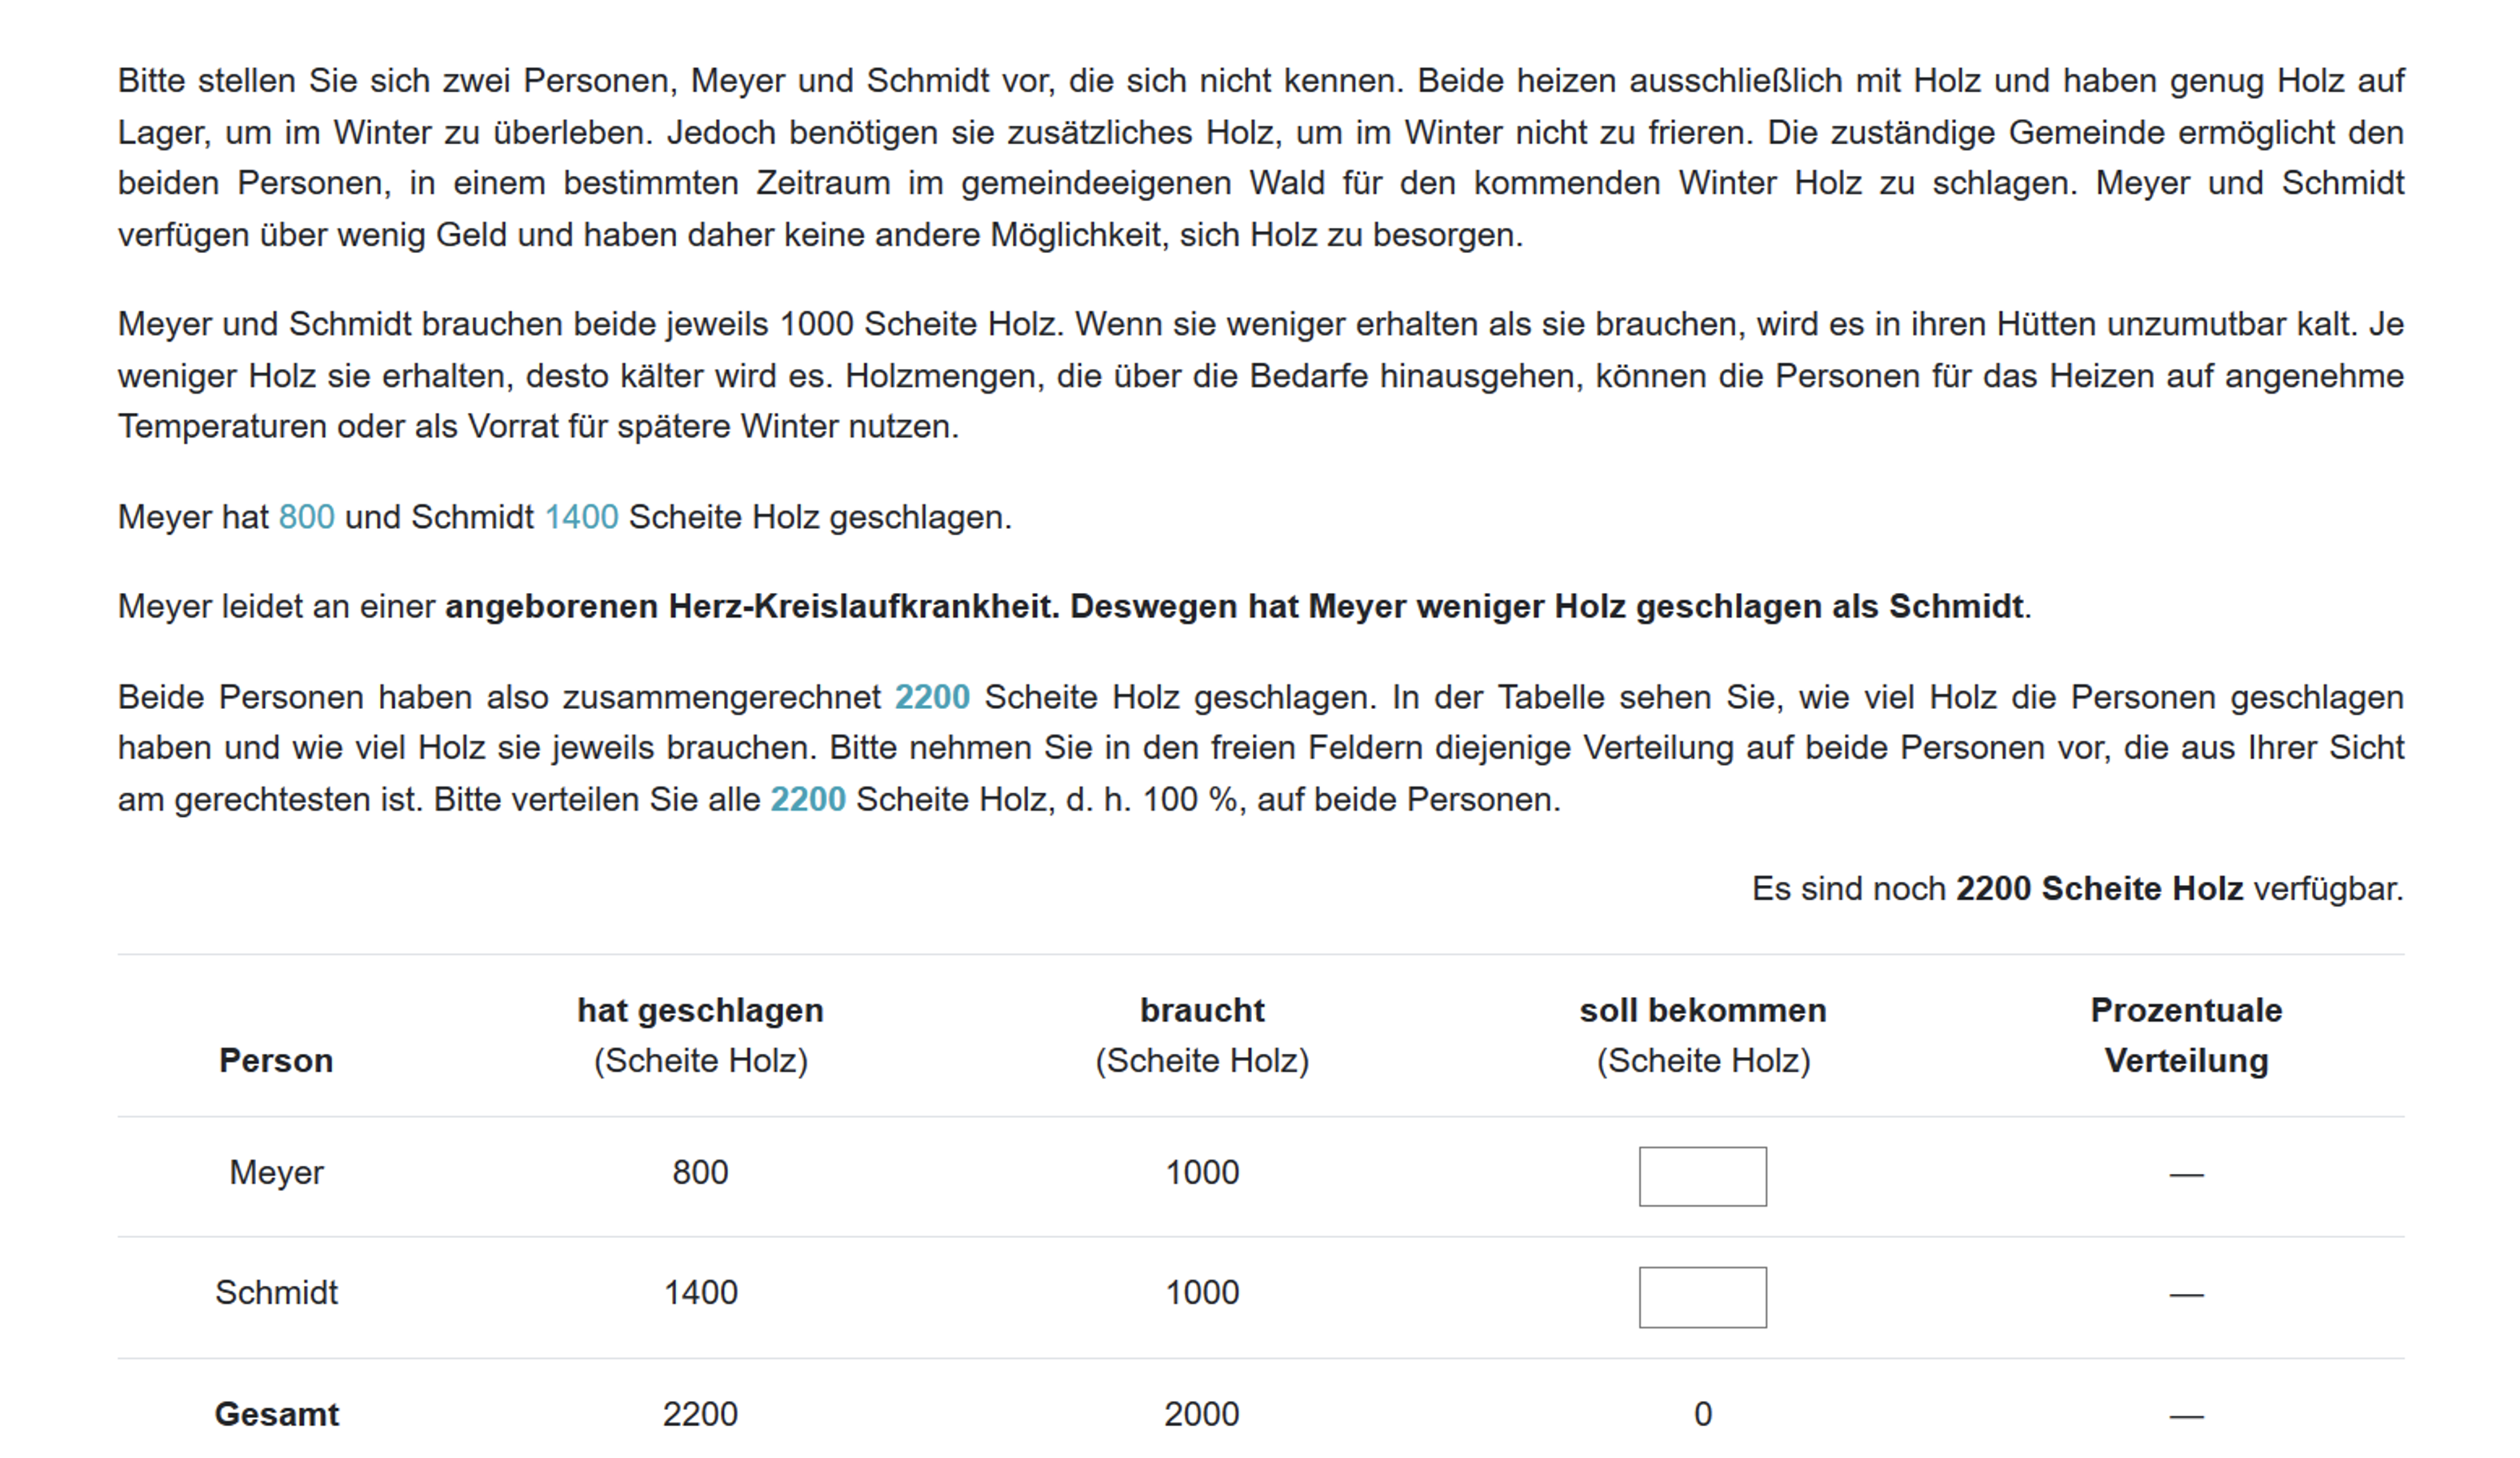 Bitte stellen Sie sich zwei Personen, Meyer und Schmidt vor, die sich nicht kennen. Beide heizen ausschließlich mit Holz und haben genug Holz auf
Lager, um im Winter zu überleben. Jedoch benötigen sie zusätzliches Holz, um im Winter nicht zu frieren. Die zuständige Gemeinde ermöglicht den
beiden Personen, in einem bestimmten Zeitraum im gemeindeeigenen Wald für den kommenden Winter Holz zu schlagen. Meyer und Schmidt
verfügen über wenig Geld und haben daher keine andere Möglichkeit, sich Holz zu besorgen.
Meyer und Schmidt brauchen beide jeweils 1000 Scheite Holz. Wenn sie weniger erhalten als sie brauchen, wird es in ihren Hütten unzumutbar kalt. Je
weniger Holz sie erhalten, desto kälter wird es. Holzmengen, die über die Bedarfe hinausgehen, können die Personen für das Heizen auf angenehme
Temperaturen oder als Vorrat für spätere Winter nutzen.
Meyer hat 800 und Schmidt 1400 Scheite Holz geschlagen.
Meyer leidet an einer angeborenen Herz-Kreislaufkrankheit. Deswegen hat Meyer weniger Holz geschlagen als Schmidt.
Beide Personen haben also zusammengerechnet 2200 Scheite Holz geschlagen. In der Tabelle sehen Sie, wie viel Holz die Personen geschlagen
haben und wie viel Holz sie jeweils brauchen. Bitte nehmen Sie in den freien Feldern diejenige Verteilung auf beide Personen vor, die aus Ihrer Sicht
am gerechtesten ist. Bitte verteilen Sie alle 2200 Scheite Holz, d. h. 100 %, auf beide Personen.
Es sind noch 2200 Scheite Holz verfügbar.
hat geschlagen braucht soll bekommen Prozentuale
Person (Scheite Holz) (Scheite Holz) (Scheite Holz) Verteilung
Meyer 800 1000 —
Schmidt 1400 1000 —
Gesamt 2200 2000 0 —